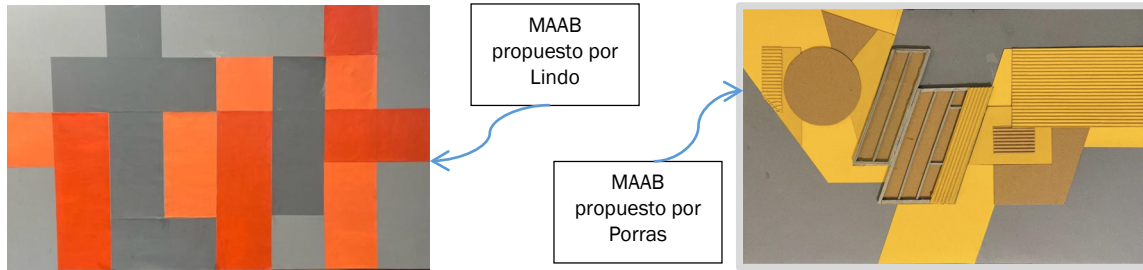 MAAB
propuesto por
Lindo
MAAB
propuesto por
Porras